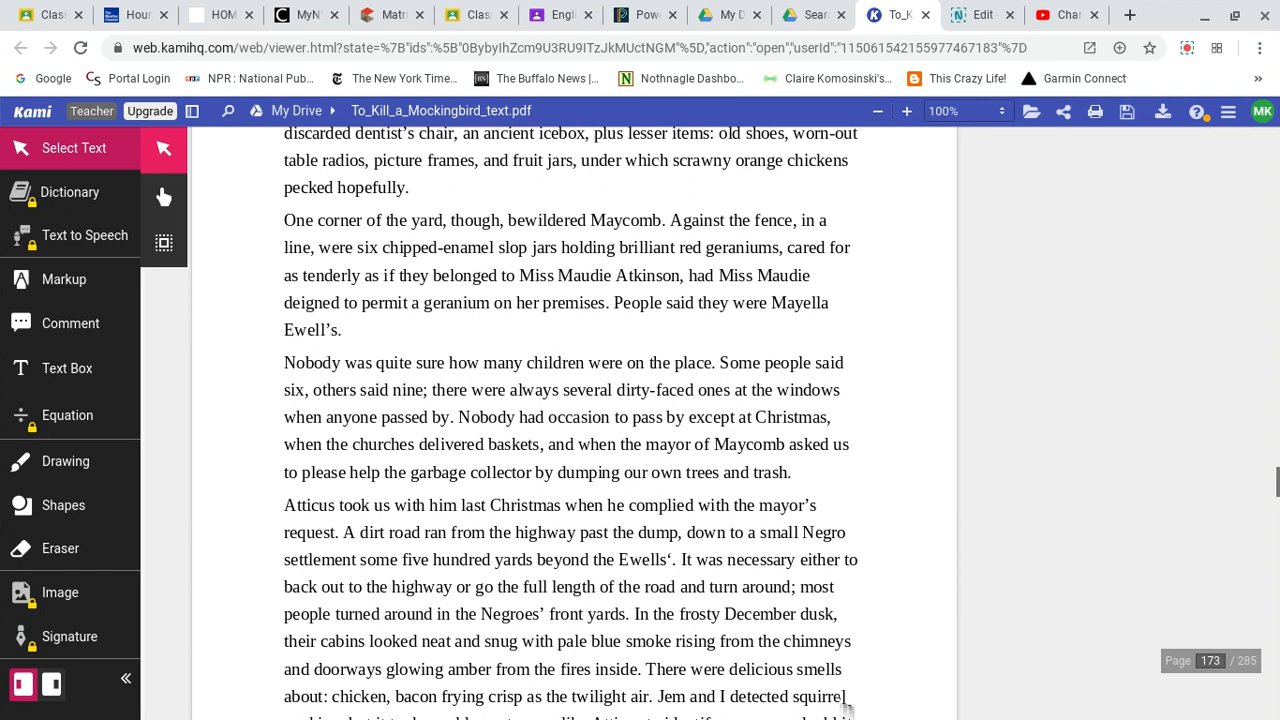 Class
Hour
HOM
MyN
Matri
Class
Engl
Pow
My D
Sear
To_K
Edit
Char
web.kamihq.com/web/viewer.html?state=%7B"ids":%5B"0BybyIhZcm9U3RU9ITzJkMUctNGM"%5D,"action":"open","userId":"115061542155977467183"%7D
Google
Portal Login
NPR : National Pub...
The New York Time...
The Buffalo News |...
Nothnagle Dashbo...
Claire Komosinski's...
This Crazy Life!
Garmin Connect
»
Kami
Teacher
Upgrade
My Drive
To_Kill_a_Mockingbird_text.pdf
100%
MK
Select Text
Dictionary
Text to Speech
Markup
Comment
Text Box
Equation
Drawing
Shapes
Eraser
Image
Signature
discarded dentist’s chair, an ancient icebox, plus lesser items: old shoes, worn-out
table radios, picture frames, and fruit jars, under which scrawny orange chickens
pecked hopefully.
One corner of the yard, though, bewildered Maycomb. Against the fence, in a
line, were six chipped-enamel slop jars holding brilliant red geraniums, cared for
as tenderly as if they belonged to Miss Maudie Atkinson, had Miss Maudie
deigned to permit a geranium on her premises. People said they were Mayella
Ewell’s.
Nobody was quite sure how many children were on the place. Some people said
six, others said nine; there were always several dirty-faced ones at the windows
when anyone passed by. Nobody had occasion to pass by except at Christmas,
when the churches delivered baskets, and when the mayor of Maycomb asked us
to please help the garbage collector by dumping our own trees and trash.
Atticus took us with him last Christmas when he complied with the mayor’s
request. A dirt road ran from the highway past the dump, down to a small Negro
settlement some five hundred yards beyond the Ewells‘. It was necessary either to
back out to the highway or go the full length of the road and turn around; most
people turned around in the Negroes’ front yards. In the frosty December dusk,
their cabins looked neat and snug with pale blue smoke rising from the chimneys
and doorways glowing amber from the fires inside. There were delicious smells
about: chicken, bacon frying crisp as the twilight air. Jem and I detected squirrel
Page 173 / 285